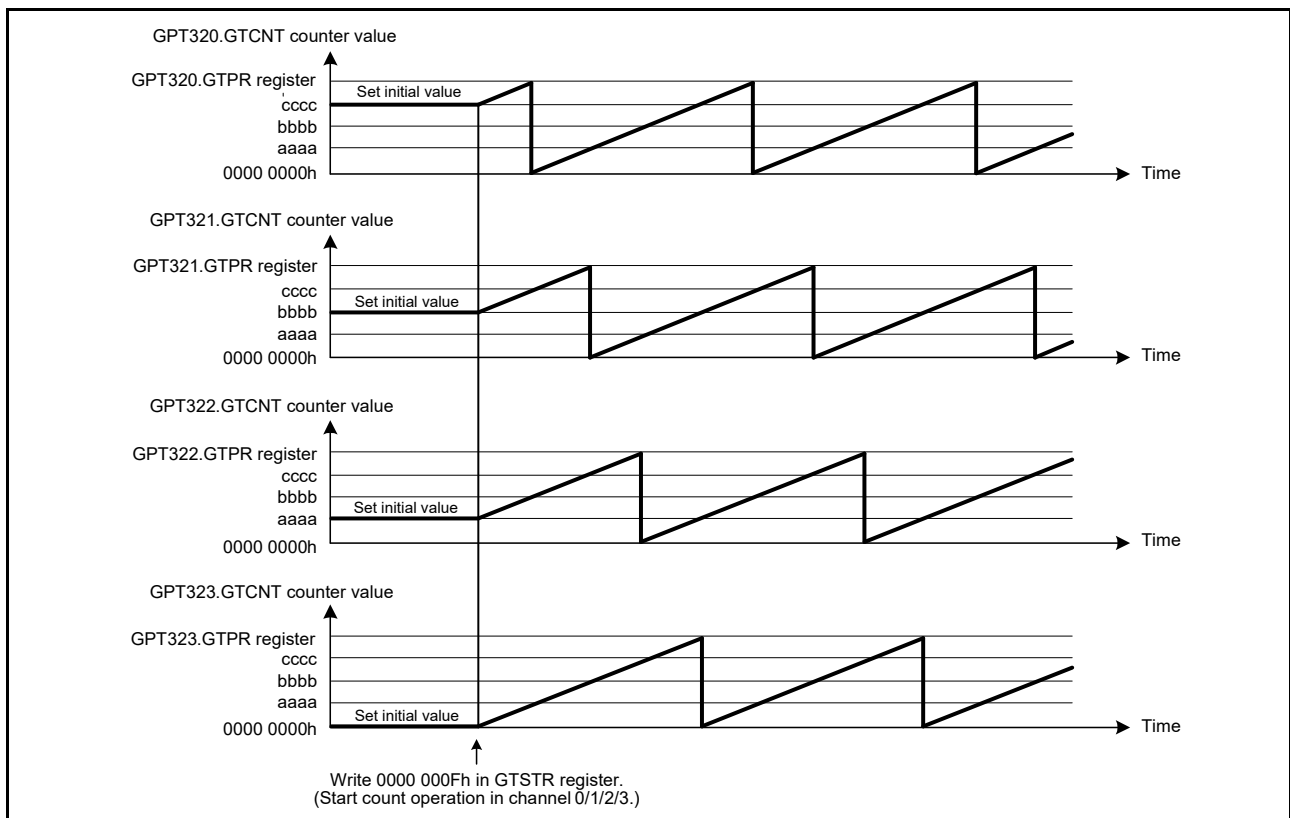 GPT320.GTCNT counter value
GPT320.GTPR register
Set initial value
cccc
bbbb
aaaa
0000 0000h
Time
GPT321.GTCNT counter value
GPT321.GTPR register
cccc
Set initial value
bbbb
aaaa
0000 0000h
Time
GPT322.GTCNT counter value
GPT322.GTPR register
cccc
bbbb
Set initial value
aaaa
0000 0000h
Time
GPT323.GTCNT counter value
GPT323.GTPR register
cccc
bbbb
aaaa
Set initial value
0000 0000h
Time
Write 0000 000Fh in GTSTR register.
(Start count operation in channel 0/1/2/3.)